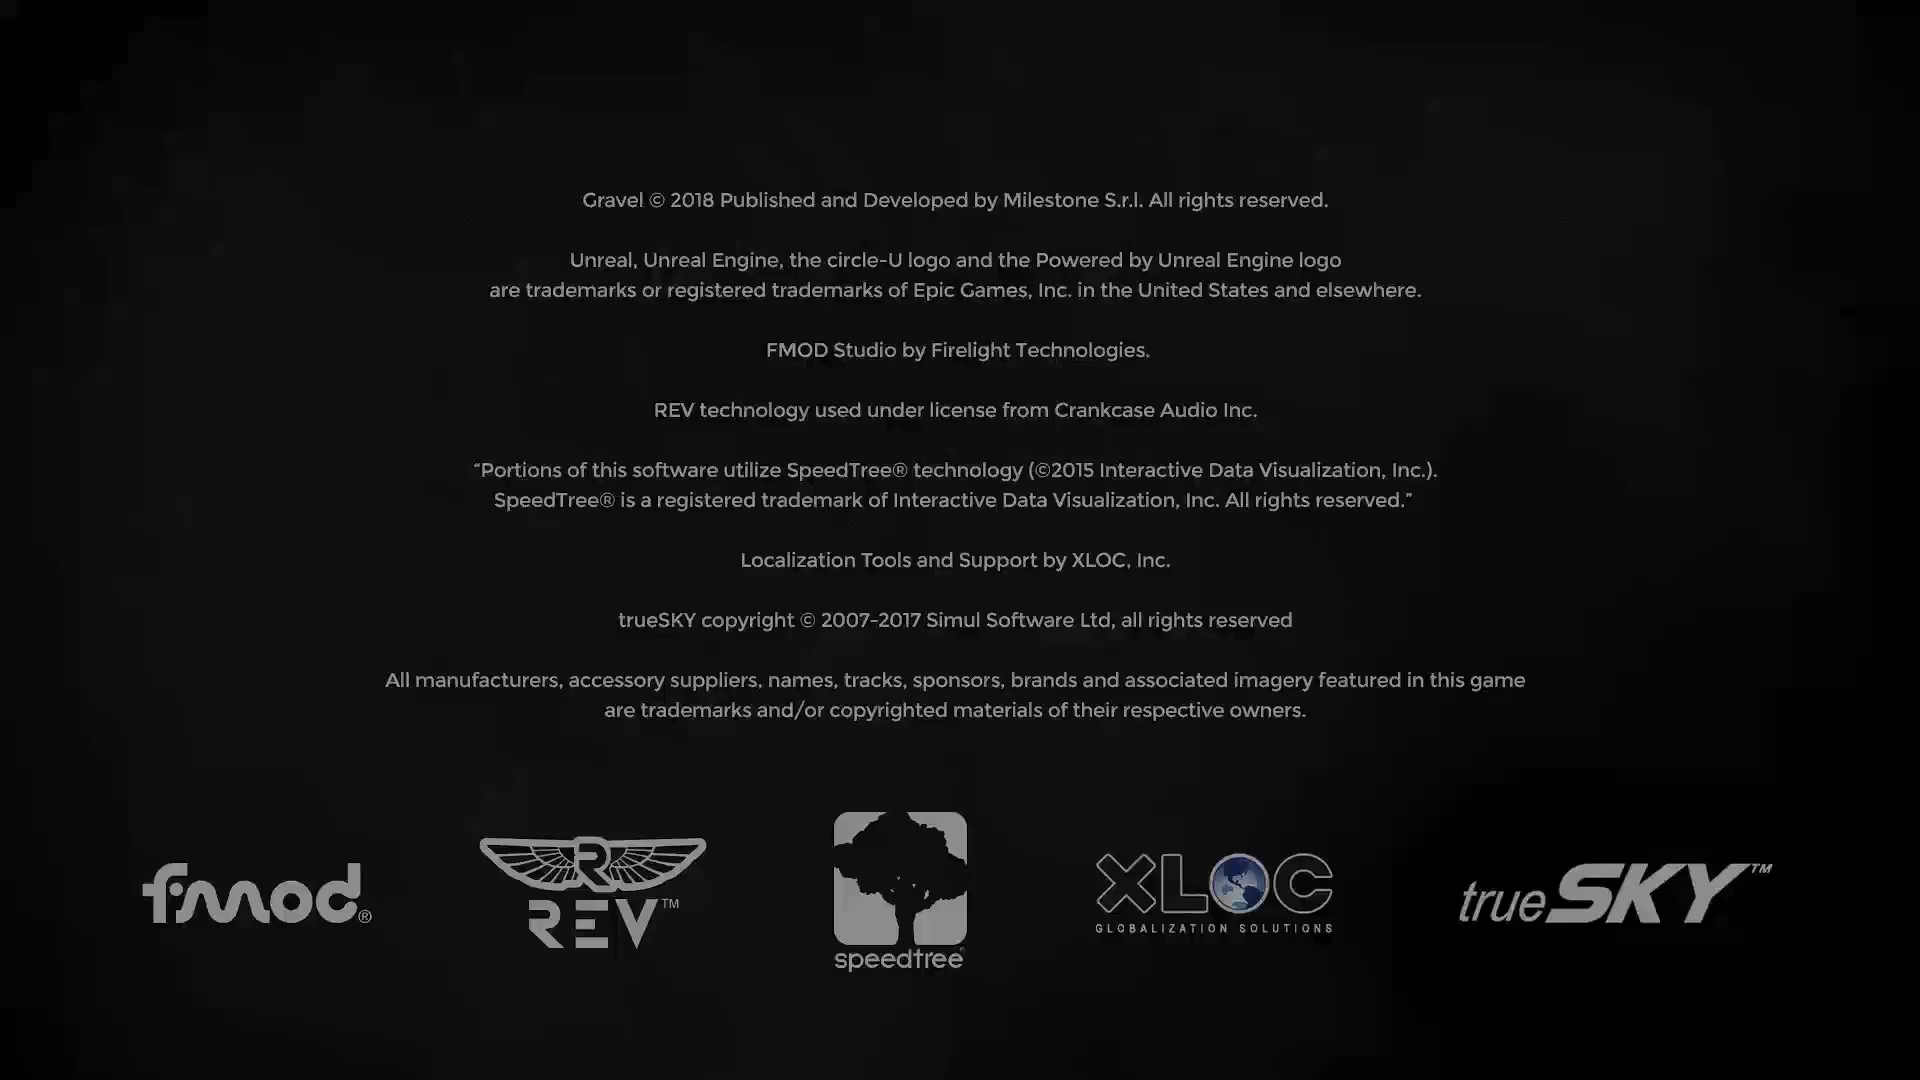 Gravel © 2018 Published and Developed by Milestone S.r.l. All rights reserved.
Unreal, Unreal Engine, the circle-U logo and the Powered by Unreal Engine logo
are trademarks or registered trademarks of Epic Games, Inc. in the United States and elsewhere.
FMOD Studio by Firelight Technologies.
REV technology used under license from Crankcase Audio Inc.
“Portions of this software utilize SpeedTree® technology (©2015 Interactive Data Visualization, Inc.).
SpeedTree® is a registered trademark of Interactive Data Visualization, Inc. All rights reserved.”
Localization Tools and Support by XLOC, Inc.
trueSKY copyright © 2007-2017 Simul Software Ltd, all rights reserved
All manufacturers, accessory suppliers, names, tracks, sponsors, brands and associated imagery featured in this game
are trademarks and/or copyrighted materials of their respective owners.
fmod®
R
REV™
speedtree®
XLOC
GLOBALIZATION SOLUTIONS
trueSKY™